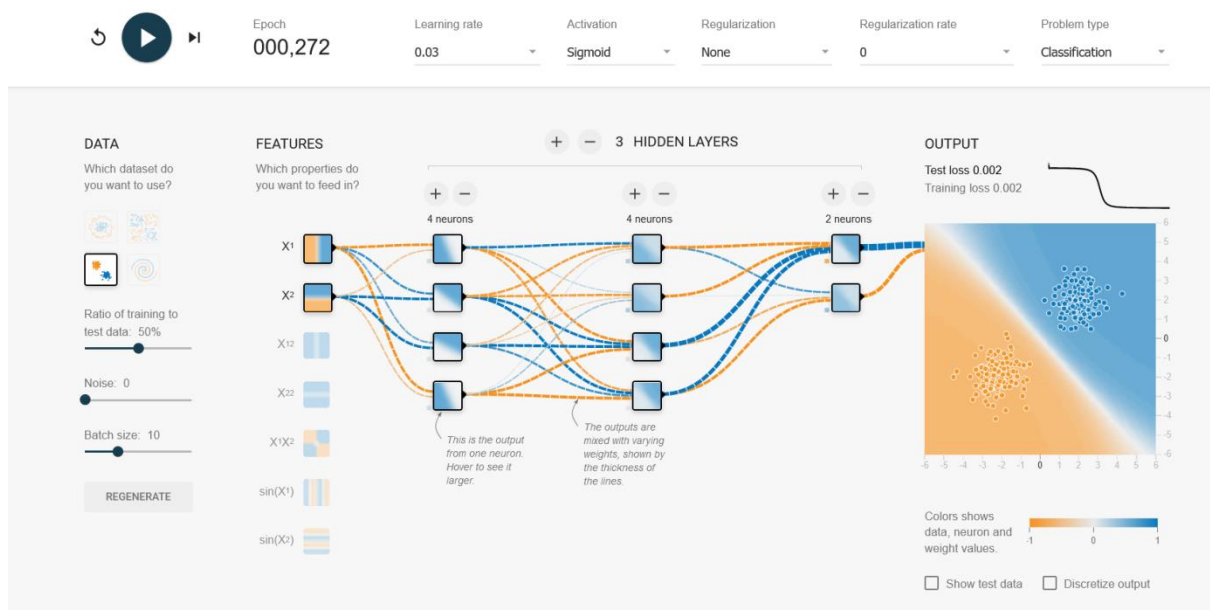 Epoch
000,272
Learning rate
0.03
Activation
Sigmoid
Regularization
None
Regularization rate
0
Problem type
Classification
DATA
Which dataset do
you want to use?
Ratio of training to
test data: 50%
Noise: 0
Batch size: 10
REGENERATE
FEATURES
Which properties do
you want to feed in?
X1
X2
X12
X22
X1X2
sin(X1)
sin(X2)
+ − 3 HIDDEN LAYERS
+ −
4 neurons
+ −
4 neurons
+ −
2 neurons
This is the output
from one neuron.
Hover to see it
larger.
The outputs are
mixed with varying
weights, shown by
the thickness of
the lines.
OUTPUT
Test loss 0.002
Training loss 0.002
6
5
4
3
2
1
0
-1
-2
-3
-4
-5
-6
-6 -5 -4 -3 -2 -1 0 1 2 3 4 5 6
Colors shows
data, neuron and
weight values.
-1 0 1
Show test data
Discretize output